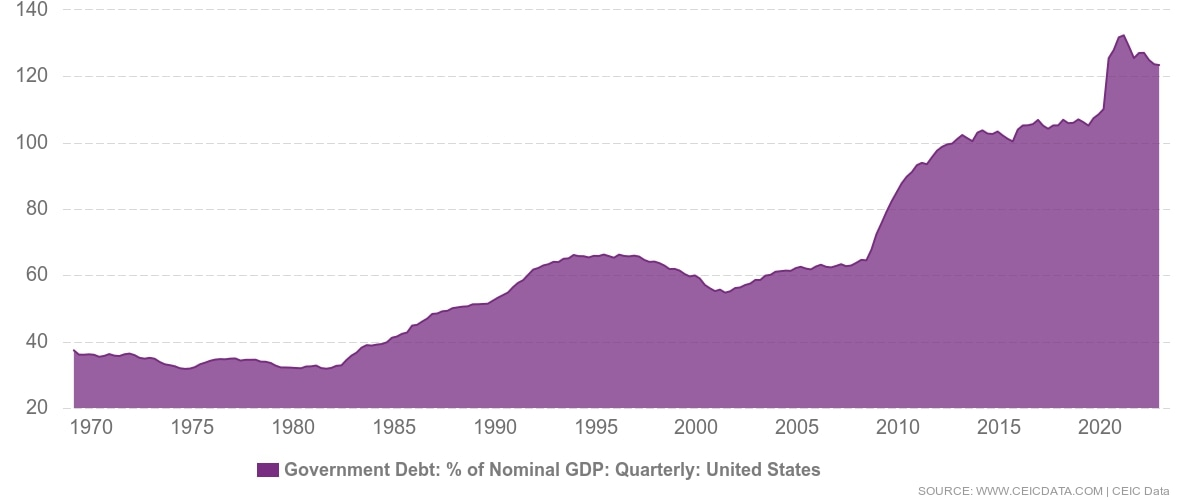 140
120
100
80
60
40
20
1970 1975 1980 1985 1990 1995 2000 2005 2010 2015 2020
Government Debt: % of Nominal GDP: Quarterly: United States
SOURCE: WWW.CEICDATA.COM | CEIC Data